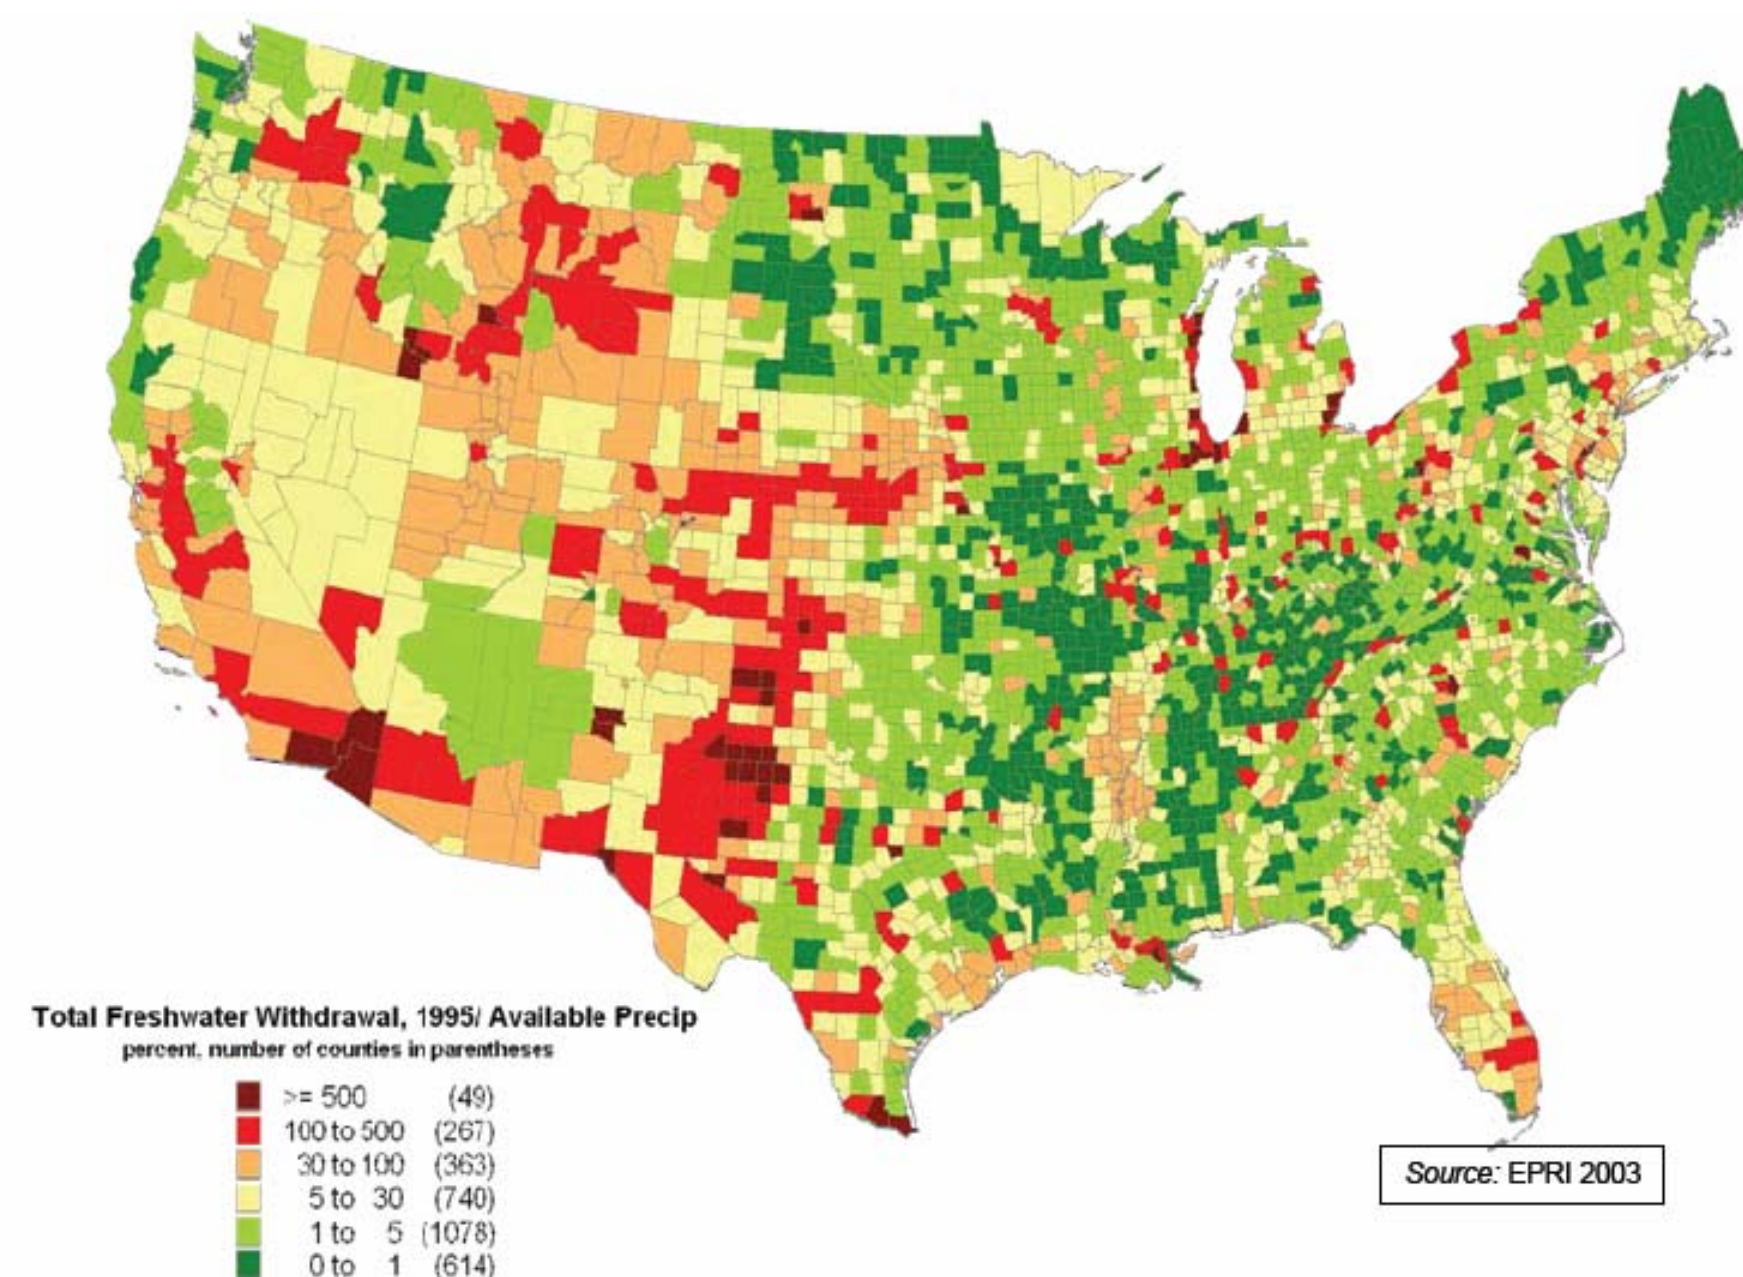 Total Freshwater Withdrawal, 1995/ Available Precip
percent, number of counties in parentheses
>= 500 (49)
100 to 500 (267)
30 to 100 (363)
5 to 30 (740)
1 to 5 (1078)
0 to 1 (614)
Source: EPRI 2003